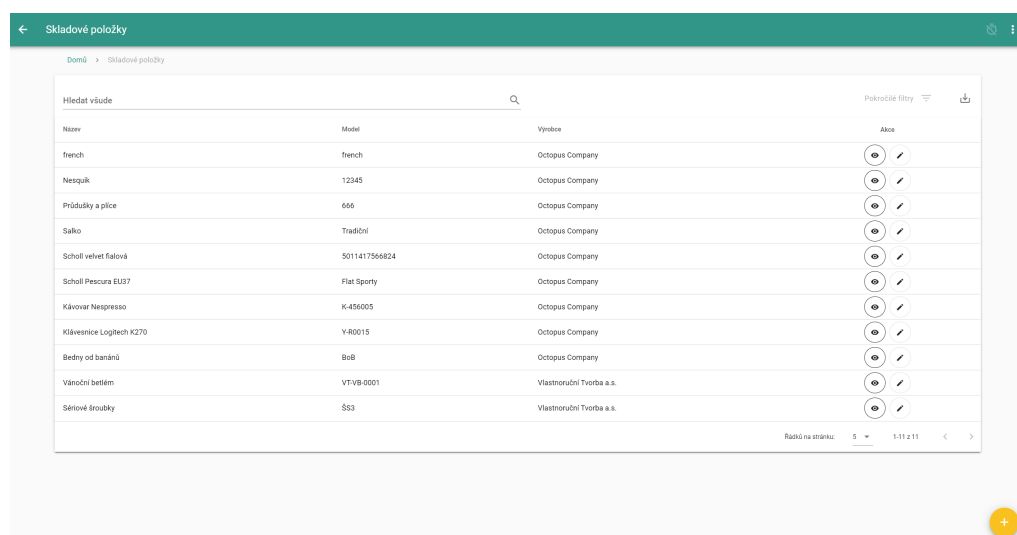 Skladové položky
Domů > Skladové položky
Hledat všude
Pokročilé filtry
Název Model Výrobce Akce
french french Octopus Company
Nesquik 12345 Octopus Company
Průdušky a plíce 666 Octopus Company
Salko Tradiční Octopus Company
Scholl velvet fialová 5011417566824 Octopus Company
Scholl Pescura EU37 Flat Sporty Octopus Company
Kávovar Nespresso K-456005 Octopus Company
Klávesnice Logitech K270 Y-R0015 Octopus Company
Bedny od banánů BoB Octopus Company
Vánoční betlém VT-VB-0001 Vlastnoruční Tvorba a.s.
Sériové šroubky ŠS3 Vlastnoruční Tvorba a.s.
Řádků na stránku: 5 1-11 z 11